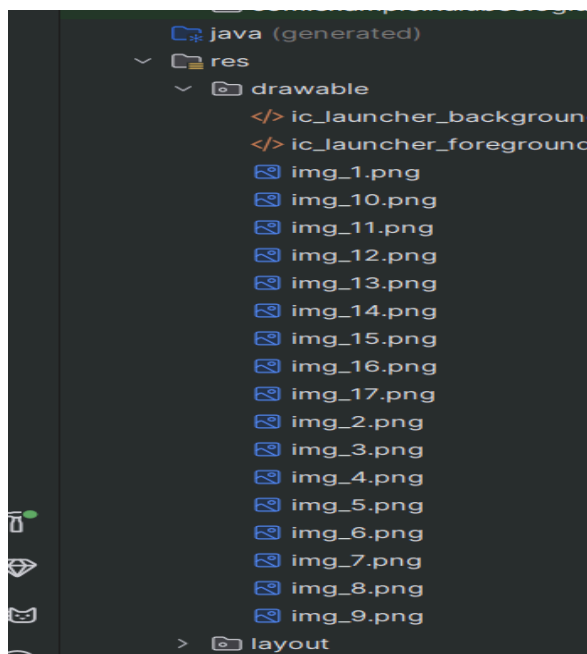 java (generated)
res
drawable
ic_launcher_backgroun
ic_launcher_foreground
img_1.png
img_10.png
img_11.png
img_12.png
img_13.png
img_14.png
img_15.png
img_16.png
img_17.png
img_2.png
img_3.png
img_4.png
img_5.png
img_6.png
img_7.png
img_8.png
img_9.png
layout